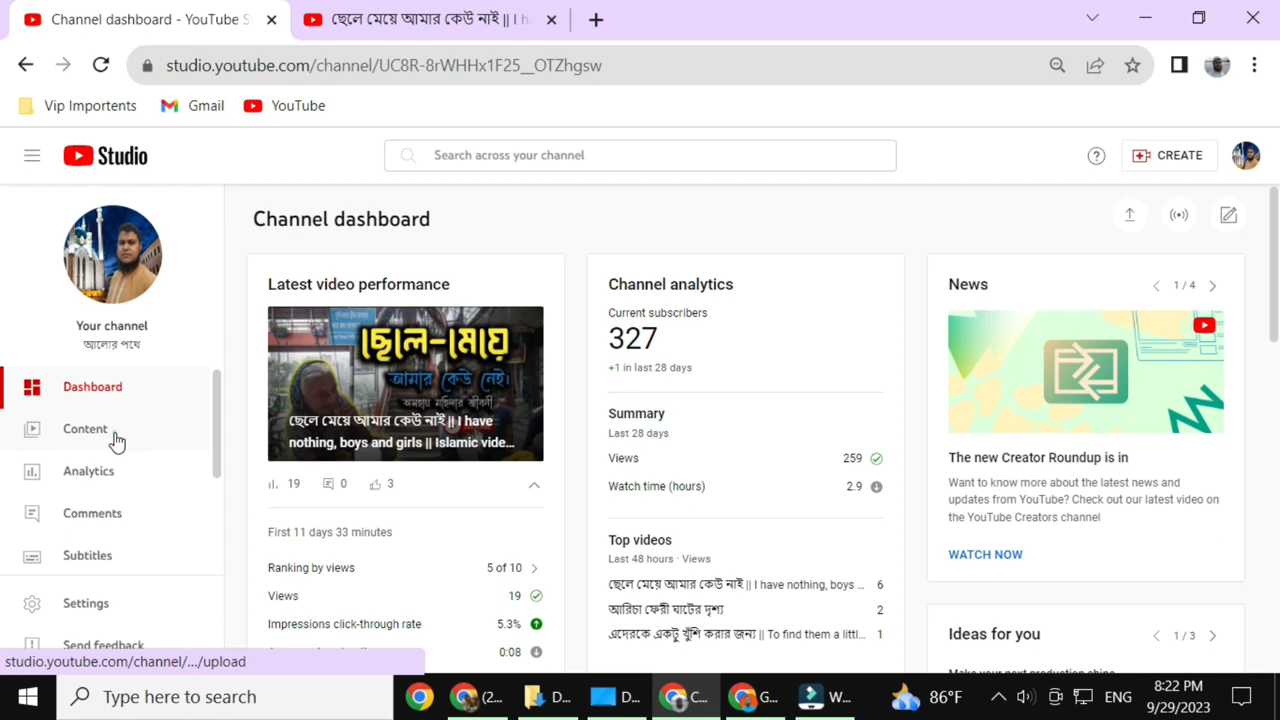 Channel dashboard - YouTube S
ছেলে মেয়ে আমার কেউ নাই || I h
studio.youtube.com/channel/UC8R-8rWHHx1F25__OTZhgsw
Vip Importents
Gmail
YouTube
Studio
Search across your channel
CREATE
Your channel
আলোর পথে
Dashboard
Content
Analytics
Comments
Subtitles
Settings
Send feedback
studio.youtube.com/channel/.../upload
Channel dashboard
Latest video performance
ছেলে-মেয়ে
আমার কেউ নেই।
অসহায় মহিলার জীবনী
ছেলে মেয়ে আমার কেউ নাই || I have
nothing, boys and girls || Islamic vide...
19 0 3
First 11 days 33 minutes
Ranking by views 5 of 10
Views 19
Impressions click-through rate 5.3%
0:08
Channel analytics
Current subscribers
327
+1 in last 28 days
Summary
Last 28 days
Views 259
Watch time (hours) 2.9
Top videos
Last 48 hours · Views
ছেলে মেয়ে আমার কেউ নাই || I have nothing, boys ... 6
আরিচা ফেরী ঘাটের দৃশ্য 2
এদেরকে একটু খুঁশি করার জন্য || To find them a littl... 1
News 1 / 4
The new Creator Roundup is in
Want to know more about the latest news and
updates from YouTube? Check out our latest video on
the YouTube Creators channel
WATCH NOW
Ideas for you 1 / 3
Type here to search
(2...
D...
D...
C...
G...
W...
86°F
ENG
8:22 PM
9/29/2023